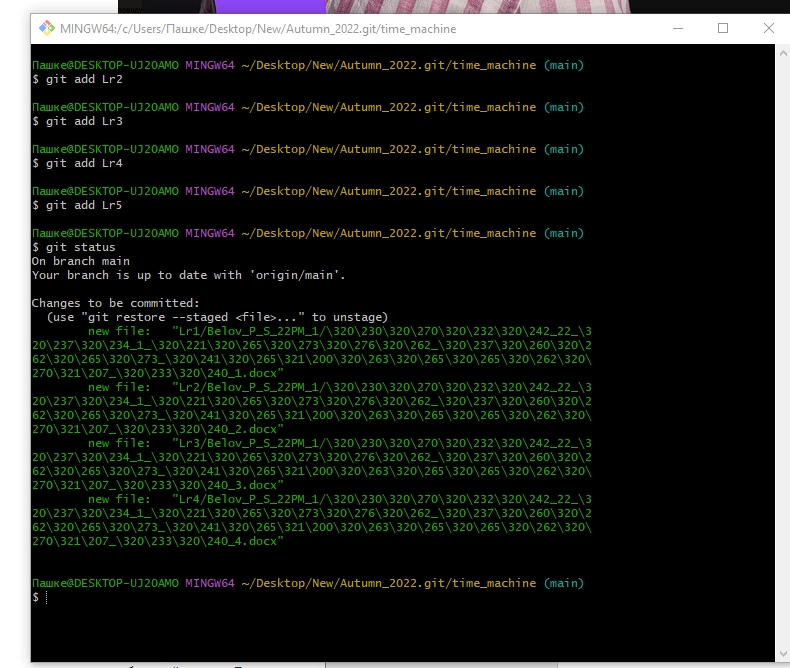 MINGW64:/c/Users/Пашке/Desktop/New/Autumn_2022.git/time_machine
Пашке@DESKTOP-UJ2OAMO MINGW64 ~/Desktop/New/Autumn_2022.git/time_machine (main)
$ git add Lr2
Пашке@DESKTOP-UJ2OAMO MINGW64 ~/Desktop/New/Autumn_2022.git/time_machine (main)
$ git add Lr3
Пашке@DESKTOP-UJ2OAMO MINGW64 ~/Desktop/New/Autumn_2022.git/time_machine (main)
$ git add Lr4
Пашке@DESKTOP-UJ2OAMO MINGW64 ~/Desktop/New/Autumn_2022.git/time_machine (main)
$ git add Lr5
Пашке@DESKTOP-UJ2OAMO MINGW64 ~/Desktop/New/Autumn_2022.git/time_machine (main)
$ git status
On branch main
Your branch is up to date with 'origin/main'.
Changes to be committed:
(use "git restore --staged <file>..." to unstage)
new file: "Lr1/Belov_P_S_22PM_1/\320\230\320\270\320\232\320\242_22_\3
20\237\320\234_1_\320\221\320\265\320\273\320\276\320\262_\320\237\320\260\320\2
62\320\265\320\273_\320\241\320\265\321\200\320\263\320\265\320\265\320\262\320\
270\321\207_\320\233\320\240_1.docx"
new file: "Lr2/Belov_P_S_22PM_1/\320\230\320\270\320\232\320\242_22_\3
20\237\320\234_1_\320\221\320\265\320\273\320\276\320\262_\320\237\320\260\320\2
62\320\265\320\273_\320\241\320\265\321\200\320\263\320\265\320\265\320\262\320\
270\321\207_\320\233\320\240_2.docx"
new file: "Lr3/Belov_P_S_22PM_1/\320\230\320\270\320\232\320\242_22_\3
20\237\320\234_1_\320\221\320\265\320\273\320\276\320\262_\320\237\320\260\320\2
62\320\265\320\273_\320\241\320\265\321\200\320\263\320\265\320\265\320\262\320\
270\321\207_\320\233\320\240_3.docx"
new file: "Lr4/Belov_P_S_22PM_1/\320\230\320\270\320\232\320\242_22_\3
20\237\320\234_1_\320\221\320\265\320\273\320\276\320\262_\320\237\320\260\320\2
62\320\265\320\273_\320\241\320\265\321\200\320\263\320\265\320\265\320\262\320\
270\321\207_\320\233\320\240_4.docx"
Пашке@DESKTOP-UJ2OAMO MINGW64 ~/Desktop/New/Autumn_2022.git/time_machine (main)
$